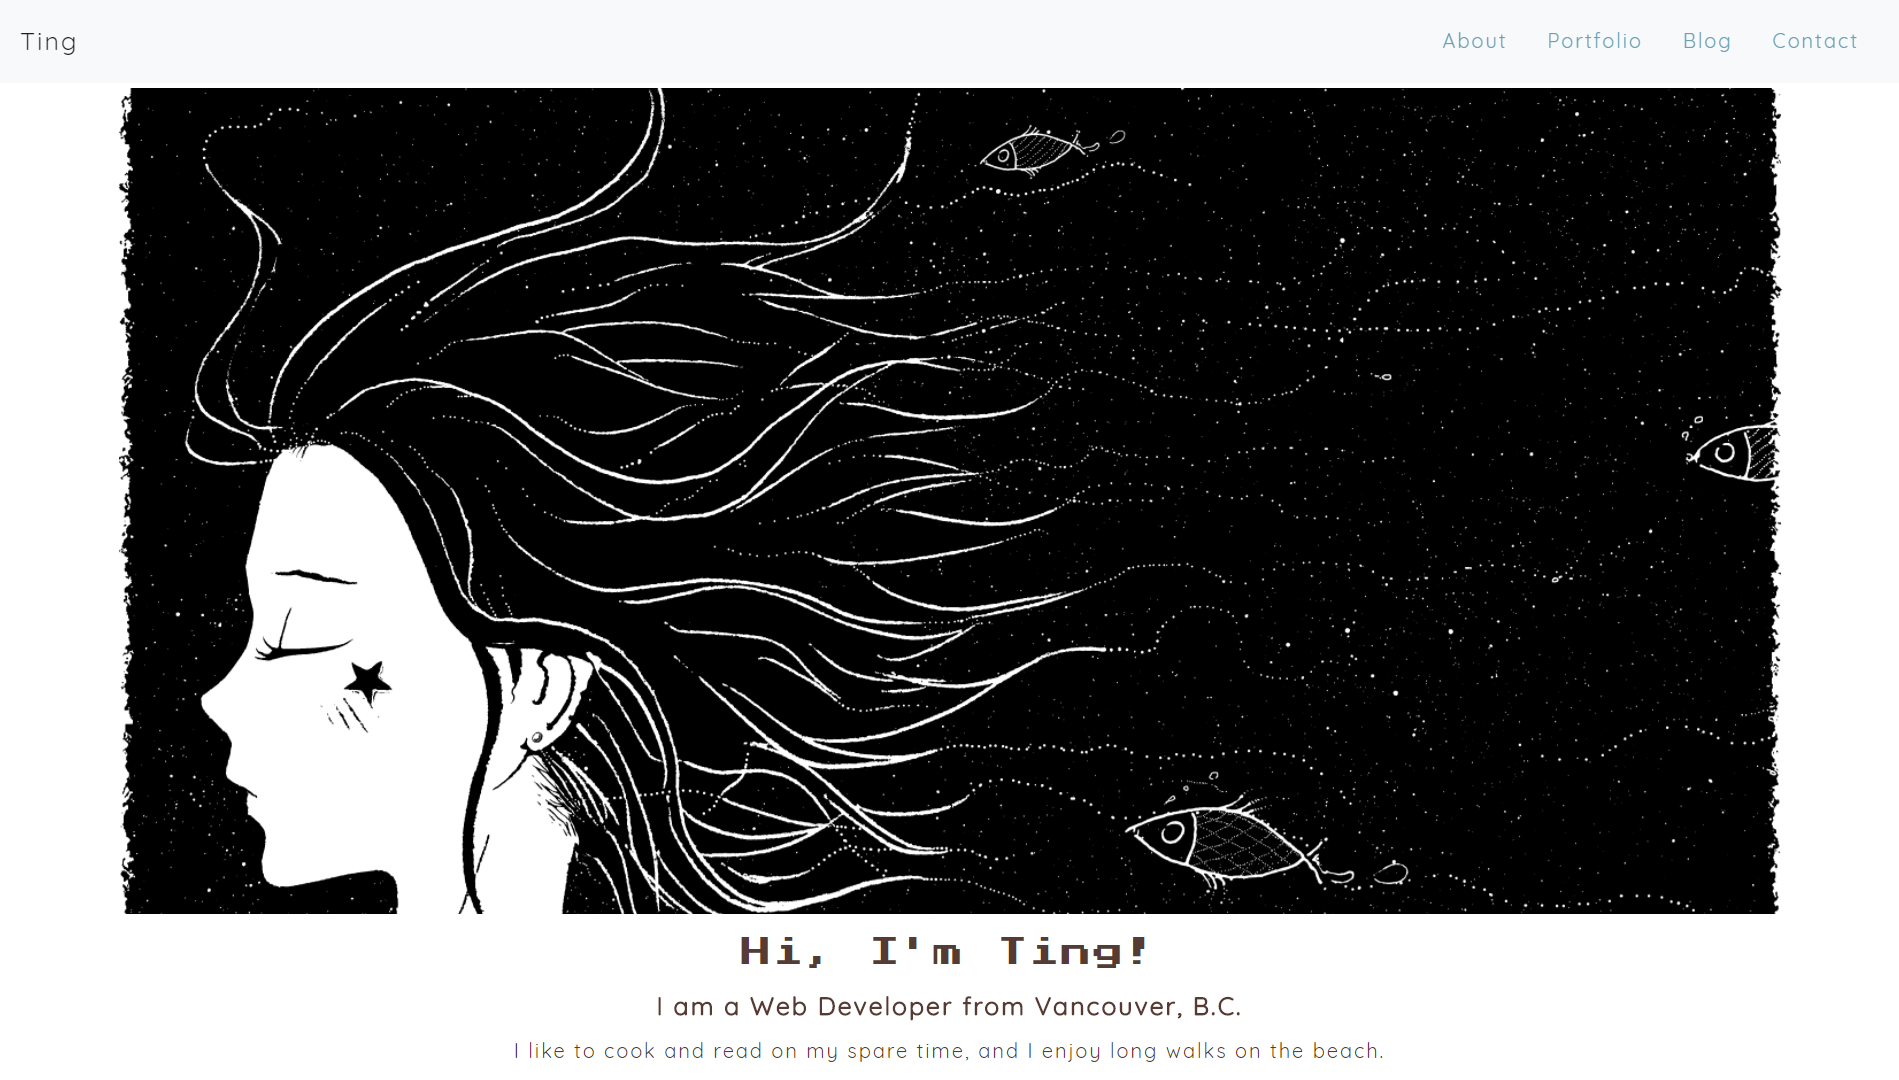 Ting
About Portfolio Blog Contact
Hi, I'm Ting!
I am a Web Developer from Vancouver, B.C.
I like to cook and read on my spare time, and I enjoy long walks on the beach.